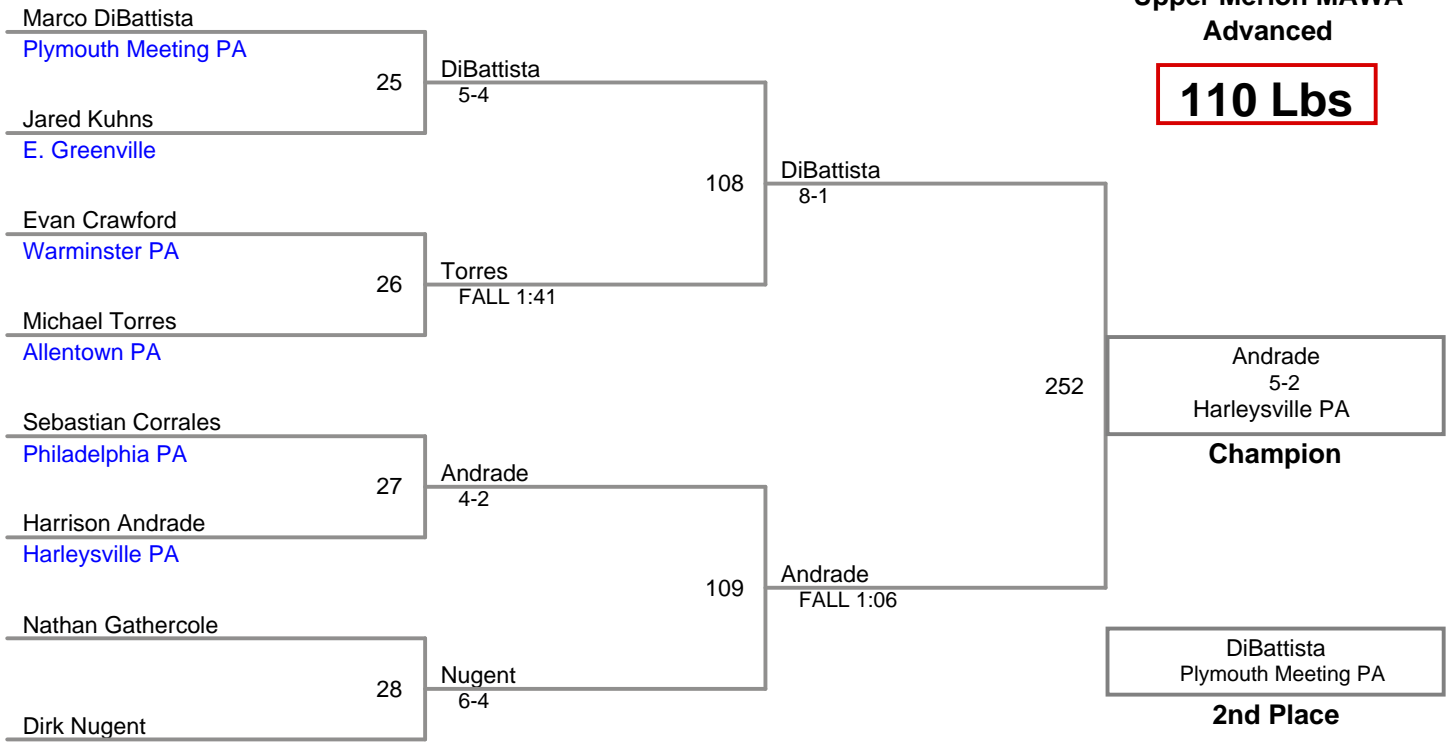 Upper Merion MAWA
Advanced
110 Lbs
Marco DiBattista
Plymouth Meeting PA
25
DiBattista
5-4
Jared Kuhns
E. Greenville
108
DiBattista
8-1
Evan Crawford
Warminster PA
26
Torres
FALL 1:41
Michael Torres
Allentown PA
252
Andrade
5-2
Harleysville PA
Champion
Sebastian Corrales
Philadelphia PA
27
Andrade
4-2
Harrison Andrade
Harleysville PA
109
Andrade
FALL 1:06
Nathan Gathercole
28
Nugent
6-4
Dirk Nugent
DiBattista
Plymouth Meeting PA
2nd Place